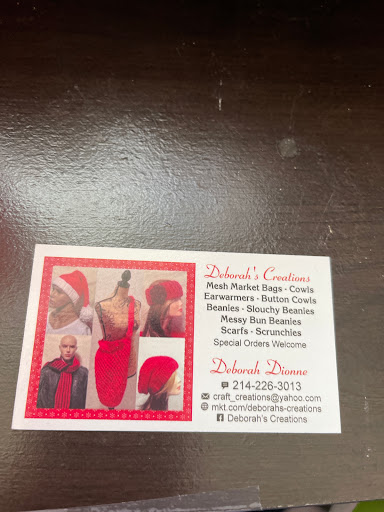 Deborah's Creations
Mesh Market Bags - Cowls
Earwarmers - Button Cowls
Beanies - Slouchy Beanies
Messy Bun Beanies
Scarfs - Scrunchies
Special Orders Welcome
Deborah Dionne
214-226-3013
craft_creations@yahoo.com
mkt.com/deborahs-creations
Deborah's Creations